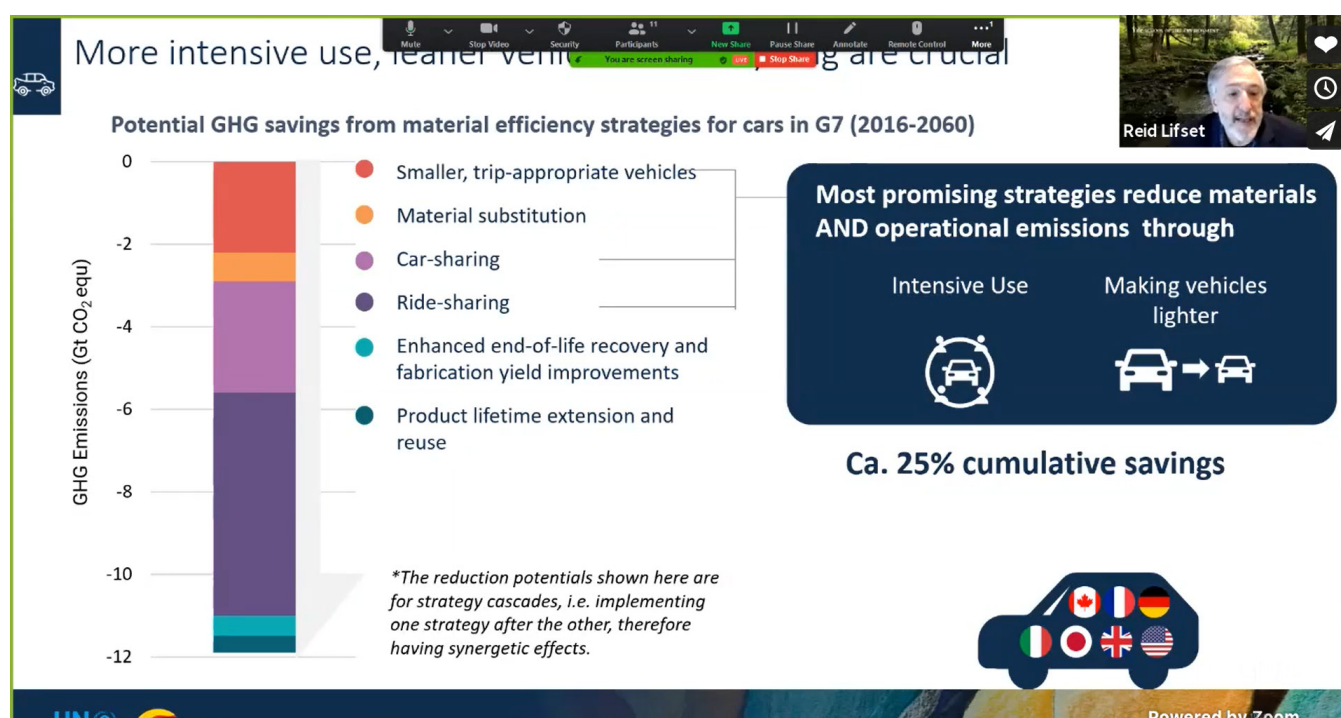 Mute
Stop Video
Security
11
Participants
New Share
Pause Share
Annotate
Remote Control
1
More
You are screen sharing
LIVE
Stop Share
More intensive use, leaner are crucial
Reid Lifset
Potential GHG savings from material efficiency strategies for cars in G7 (2016-2060)
GHG Emissions (Gt CO₂ equ)
0
-2
-4
-6
-8
-10
-12
Smaller, trip-appropriate vehicles
Material substitution
Car-sharing
Ride-sharing
Enhanced end-of-life recovery and
fabrication yield improvements
Product lifetime extension and
reuse
*The reduction potentials shown here are
for strategy cascades, i.e. implementing
one strategy after the other, therefore
having synergetic effects.
Most promising strategies reduce materials
AND operational emissions through
Intensive Use
Making vehicles
lighter
Ca. 25% cumulative savings
Powered by Zoom